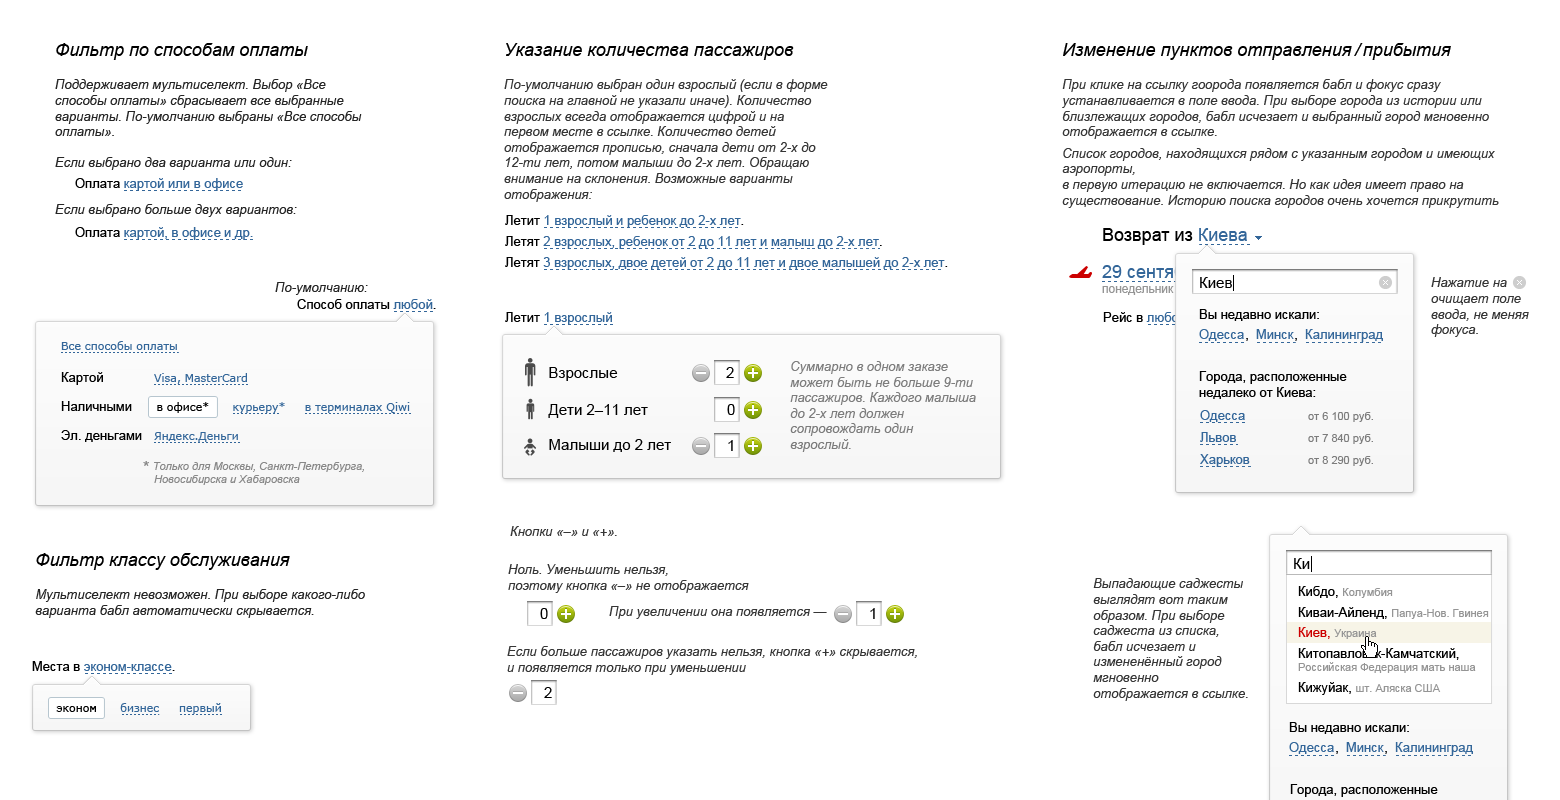 Фильтр по способам оплаты
Поддерживает мультиселект. Выбор «Все
способы оплаты» сбрасывает все выбранные
варианты. По-умолчанию выбраны «Все способы
оплаты».
Если выбрано два варианта или один:
Оплата картой или в офисе
Если выбрано больше двух вариантов:
Оплата картой, в офисе и др.
По-умолчанию:
Способ оплаты любой.
Все способы оплаты
Картой Visa, MasterCard
Наличными в офисе* курьеру* в терминалах Qiwi
Эл. деньгами Яндекс.Деньги
* Только для Москвы, Санкт-Петербурга,
Новосибирска и Хабаровска
Фильтр классу обслуживания
Мультиселект невозможен. При выборе какого-либо
варианта бабл автоматически скрывается.
Места в эконом-классе.
эконом бизнес первый
Указание количества пассажиров
По-умолчанию выбран один взрослый (если в форме
поиска на главной не указали иначе). Количество
взрослых всегда отображается цифрой и на
первом месте в ссылке. Количество детей
отображается прописью, сначала дети от 2-х до
12-ти лет, потом малыши до 2-х лет. Обращаю
внимание на склонения. Возможные варианты
отображения:
Летит 1 взрослый и ребенок до 2-х лет.
Летят 2 взрослых, ребенок от 2 до 11 лет и малыш до 2-х лет.
Летят 3 взрослых, двое детей от 2 до 11 лет и двое малышей до 2-х лет.
Летит 1 взрослый
Взрослые 2
Дети 2–11 лет 0
Малыши до 2 лет 1
Суммарно в одном заказе
может быть не больше 9-ти
пассажиров. Каждого малыша
до 2-х лет должен
сопровождать один
взрослый.
Кнопки «–» и «+».
Ноль. Уменьшить нельзя,
поэтому кнопка «–» не отображается
0 При увеличении она появляется — 1
Если больше пассажиров указать нельзя, кнопка «+» скрывается,
и появляется только при уменьшении
2
Изменение пунктов отправления / прибытия
При клике на ссылку гоорода появляется бабл и фокус сразу
устанавливается в поле ввода. При выборе города из истории или
близлежащих городов, бабл исчезает и выбранный город мгновенно
отображается в ссылке.
Список городов, находящихся рядом с указанным городом и имеющих
аэропорты,
в первую итерацию не включается. Но как идея имеет право на
существование. Историю поиска городов очень хочется прикрутить
Возврат из Киева
29 сентя
понедельник
Рейс в любо
Киев
Вы недавно искали:
Одесса, Минск, Калининград
Города, расположенные
недалеко от Киева:
Одесса от 6 100 руб.
Львов от 7 840 руб.
Харьков от 8 290 руб.
Нажатие на
очищает поле
ввода, не меняя
фокуса.
Выпадающие саджесты
выглядят вот таким
образом. При выборе
саджеста из списка,
бабл исчезает и
изменённый город
мгновенно
отображается в ссылке.
Ки
Кибдо, Колумбия
Киваи-Айленд, Папуа-Нов. Гвинея
Киев, Украина
Китопавловск-Камчатский,
Российская Федерация мать наша
Кижуйак, шт. Аляска США
Вы недавно искали:
Одесса, Минск, Калининград
Города, расположенные